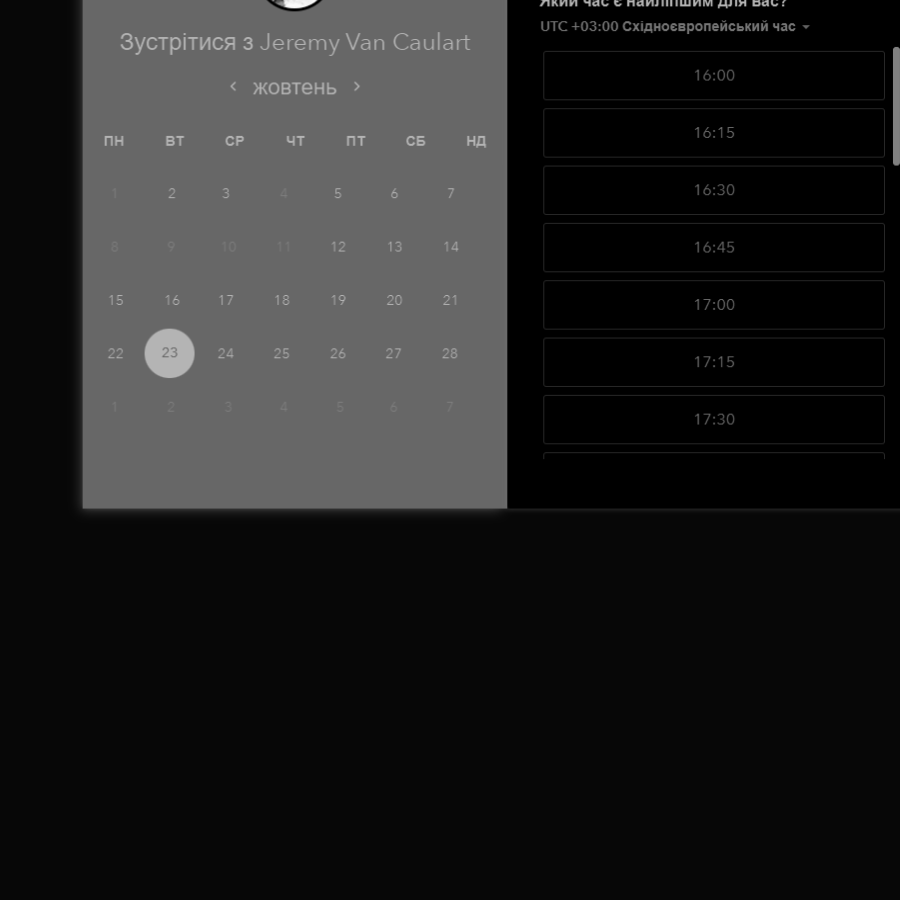 Зустрітися з Jeremy Van Caulart
жовтень
ПН ВТ СР ЧТ ПТ СБ НД
1 2 3 4 5 6 7
8 9 10 11 12 13 14
15 16 17 18 19 20 21
22 23 24 25 26 27 28
1 2 3 4 5 6 7
Який час є найліпшим для вас?
UTC +03:00 Східноєвропейський час
16:00
16:15
16:30
16:45
17:00
17:15
17:30